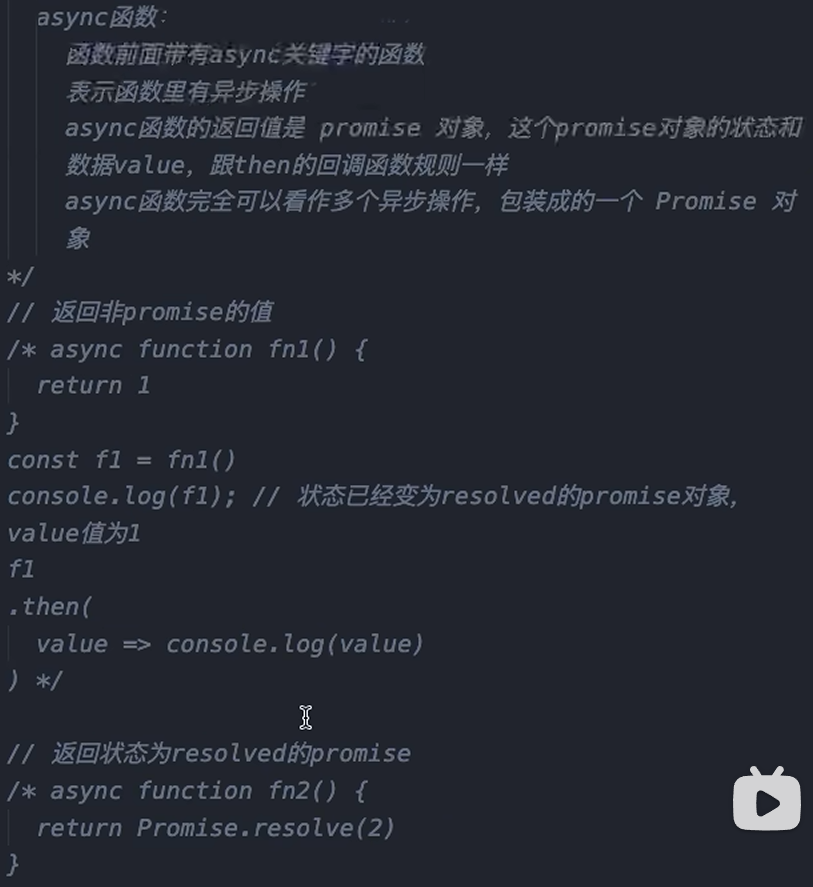 async函数:
函数前面带有async关键字的函数
表示函数里有异步操作
async函数的返回值是 promise 对象，这个promise对象的状态和
数据value，跟then的回调函数规则一样
async函数完全可以看作多个异步操作，包装成的一个 Promise 对
象
*/
// 返回非promise的值
/* async function fn1() {
return 1
}
const f1 = fn1()
console.log(f1); // 状态已经变为resolved的promise对象，
value值为1
f1
.then(
value => console.log(value)
) */
// 返回状态为resolved的promise
/* async function fn2() {
return Promise.resolve(2)
}